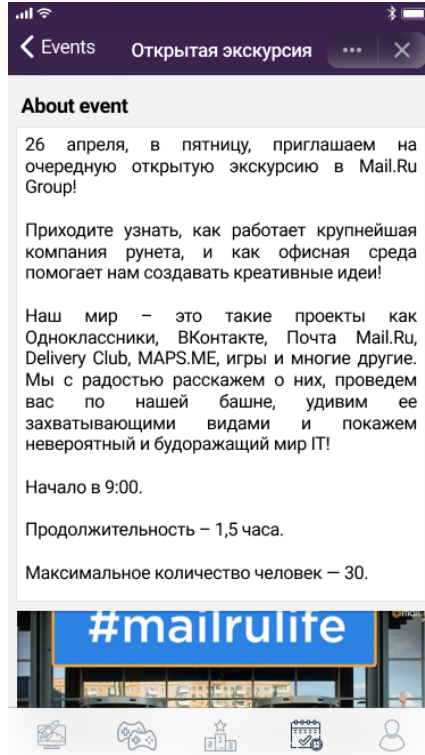 Events
Открытая экскурсия
About event
26 апреля, в пятницу, приглашаем на
очередную открытую экскурсию в Mail.Ru
Group!
Приходите узнать, как работает крупнейшая
компания рунета, и как офисная среда
помогает нам создавать креативные идеи!
Наш мир – это такие проекты как
Одноклассники, ВКонтакте, Почта Mail.Ru,
Delivery Club, MAPS.ME, игры и многие другие.
Мы с радостью расскажем о них, проведем
вас по нашей башне, удивим ее
захватывающими видами и покажем
невероятный и будоражащий мир IT!
Начало в 9:00.
Продолжительность – 1,5 часа.
Максимальное количество человек — 30.
#mailrulife
2 1 3